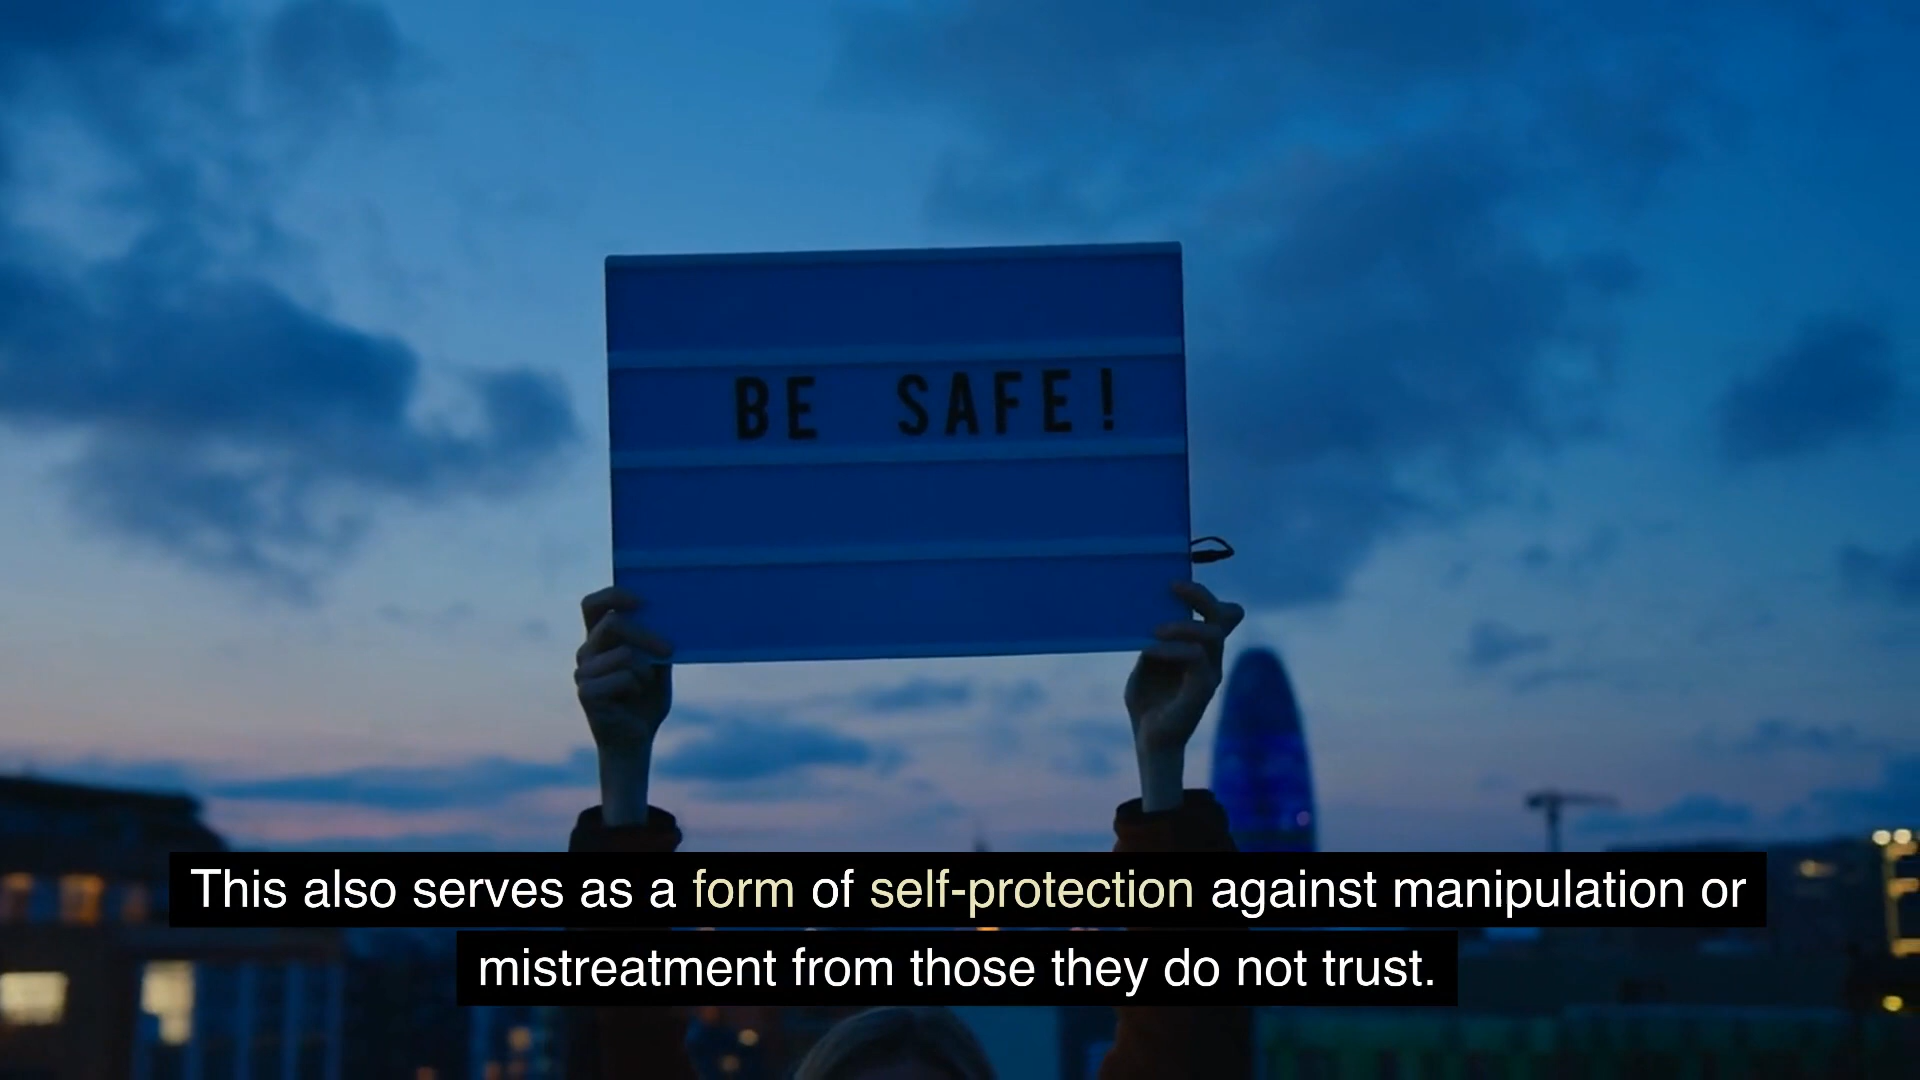 BE SAFE!
This also serves as a form of self-protection against manipulation or
mistreatment from those they do not trust.